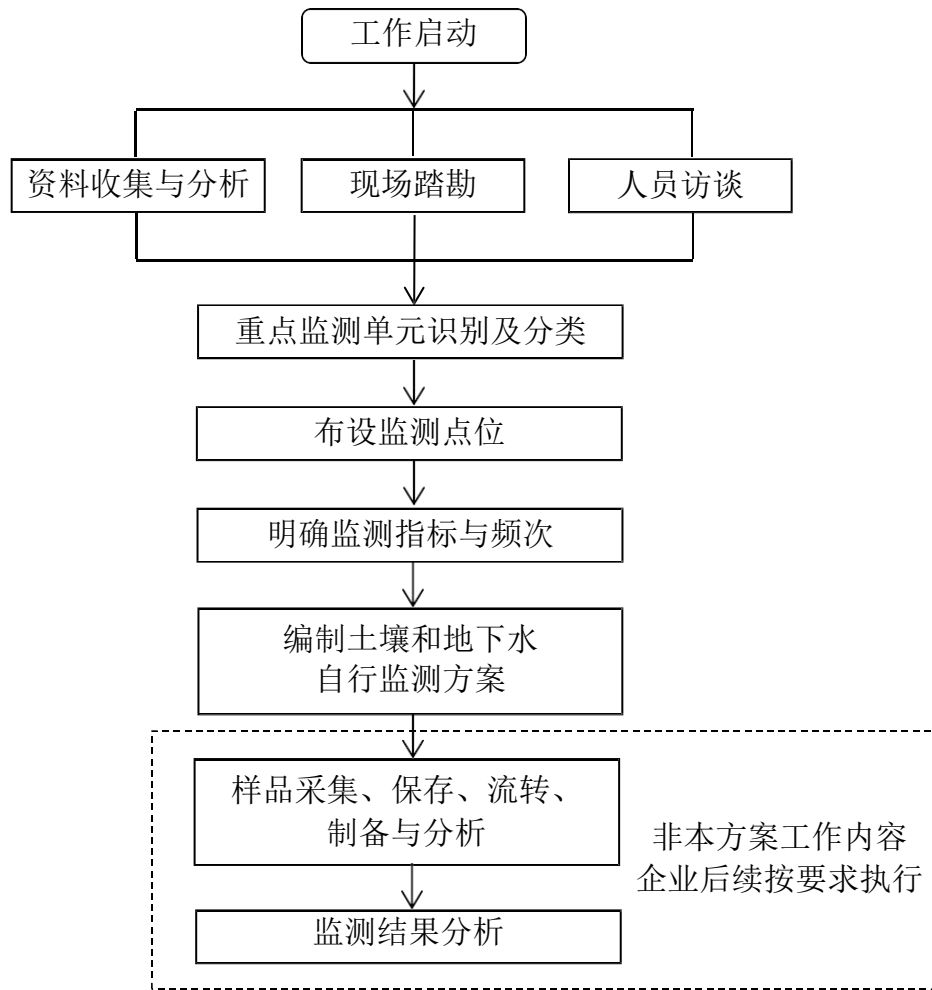 工作启动
资料收集与分析
现场踏勘
人员访谈
重点监测单元识别及分类
布设监测点位
明确监测指标与频次
编制土壤和地下水
自行监测方案
样品采集、保存、流转、
制备与分析
非本方案工作内容
企业后续按要求执行
监测结果分析